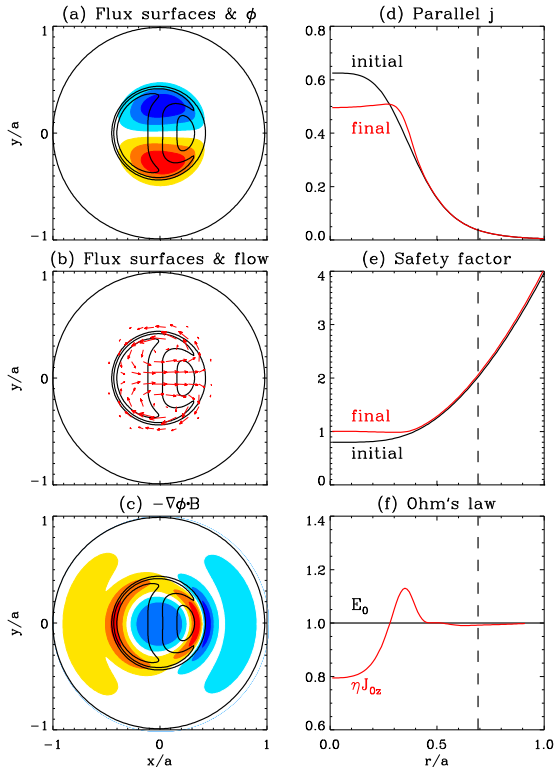 (a) Flux surfaces & ϕ
y/a
1
0
−1
(b) Flux surfaces & flow
y/a
1
0
−1
(c) −∇ϕ•B
y/a
1
0
−1
−1 0 1
x/a
(d) Parallel j
0.8
0.6
0.4
0.2
0.0
initial
final
(e) Safety factor
4
3
2
1
0
final
initial
(f) Ohm's law
1.4
1.2
1.0
0.8
0.6
E₀
ηJ₀z
0.0 0.5 1.0
r/a